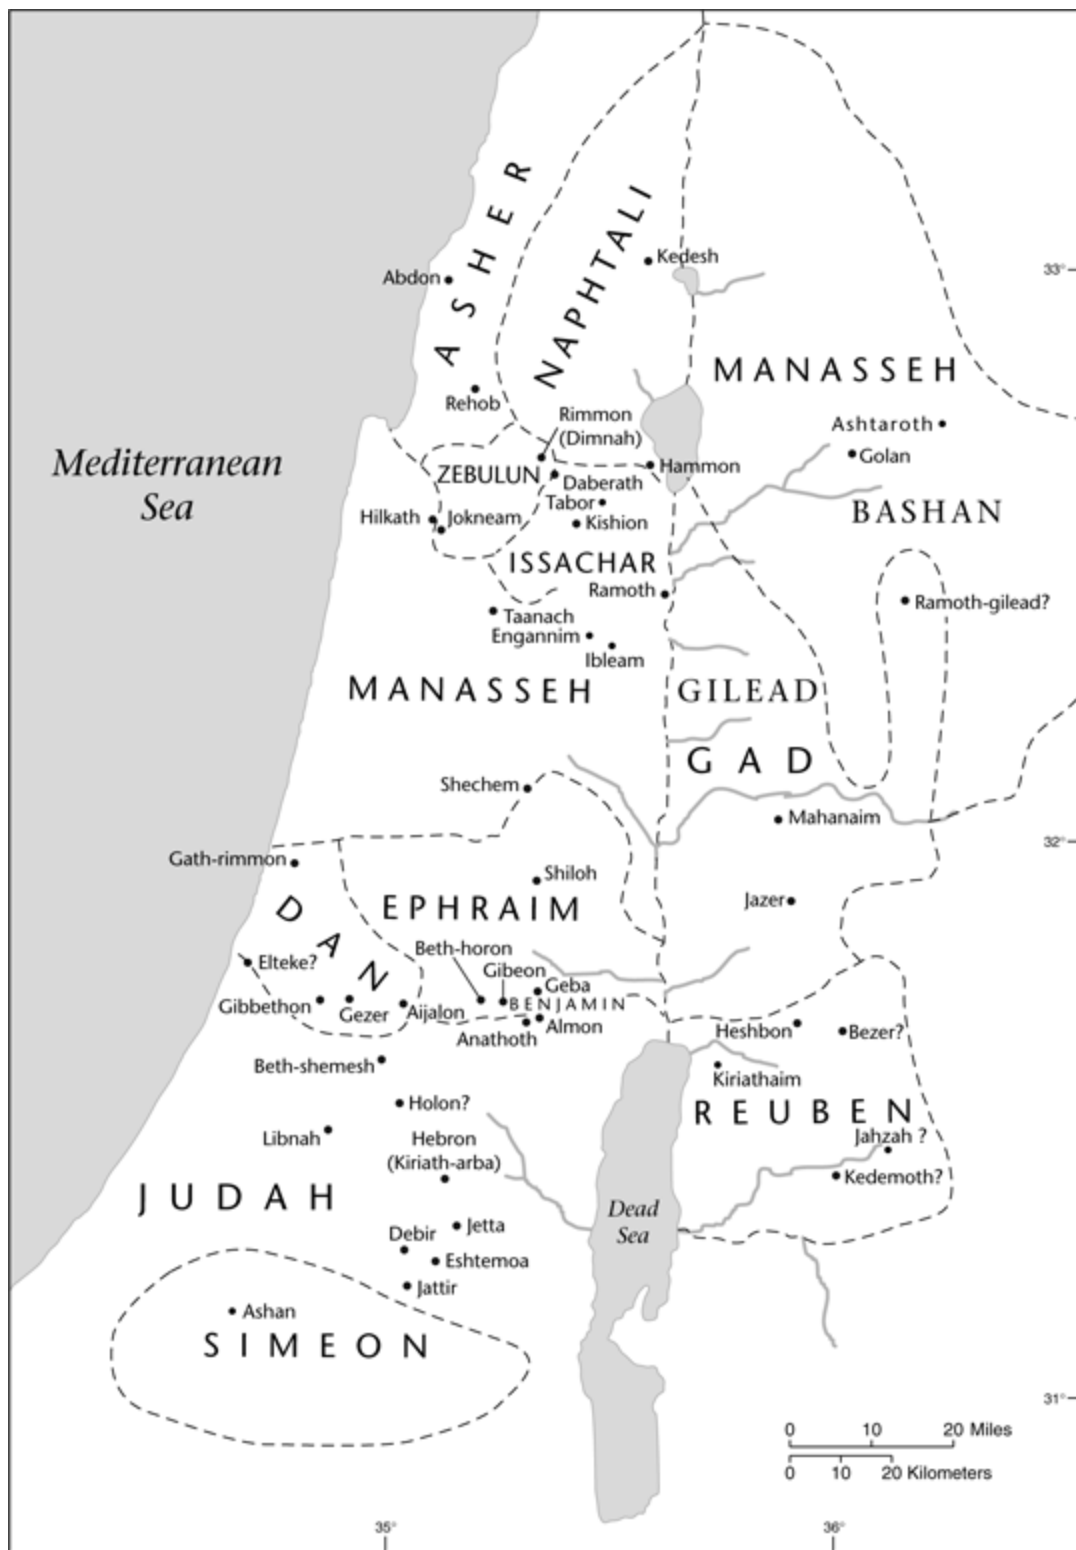 ASHER
NAPHTALI
Kedesh
33°
Abdon
MANASSEH
Rehob
Rimmon
(Dimnah)
Ashtaroth
Golan
Mediterranean
Sea
ZEBULUN
Hammon
Daberath
Tabor
BASHAN
Hilkath
Jokneam
Kishion
ISSACHAR
Ramoth
Ramoth-gilead?
Taanach
Engannim
Ibleam
MANASSEH
GILEAD
GAD
Shechem
Mahanaim
32°
Gath-rimmon
Shiloh
Jazer
DAN
EPHRAIM
Beth-horon
Elteke?
Gibeon
Geba
Gibbethon
Gezer
Aijalon
BENJAMIN
Anathoth
Almon
Heshbon
Bezer?
Beth-shemesh
Kiriathaim
Holon?
REUBEN
Libnah
Hebron
(Kiriath-arba)
Jahzah ?
Kedemoth?
JUDAH
Dead
Sea
Jetta
Debir
Eshtemoa
Jattir
Ashan
SIMEON
31°
0 10 20 Miles
0 10 20 Kilometers
35°
36°